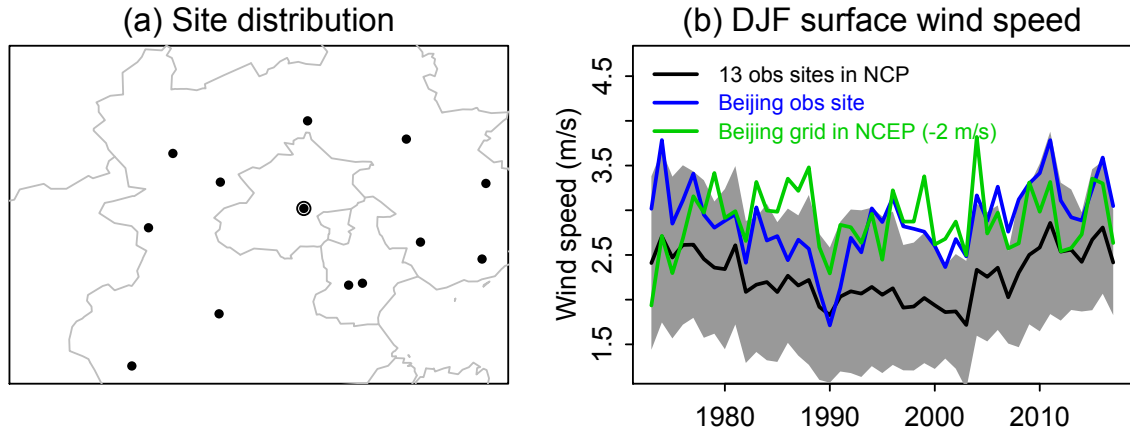 (a) Site distribution
(b) DJF surface wind speed
Wind speed (m/s)
4.5
3.5
2.5
1.5
13 obs sites in NCP
Beijing obs site
Beijing grid in NCEP (-2 m/s)
1980 1990 2000 2010